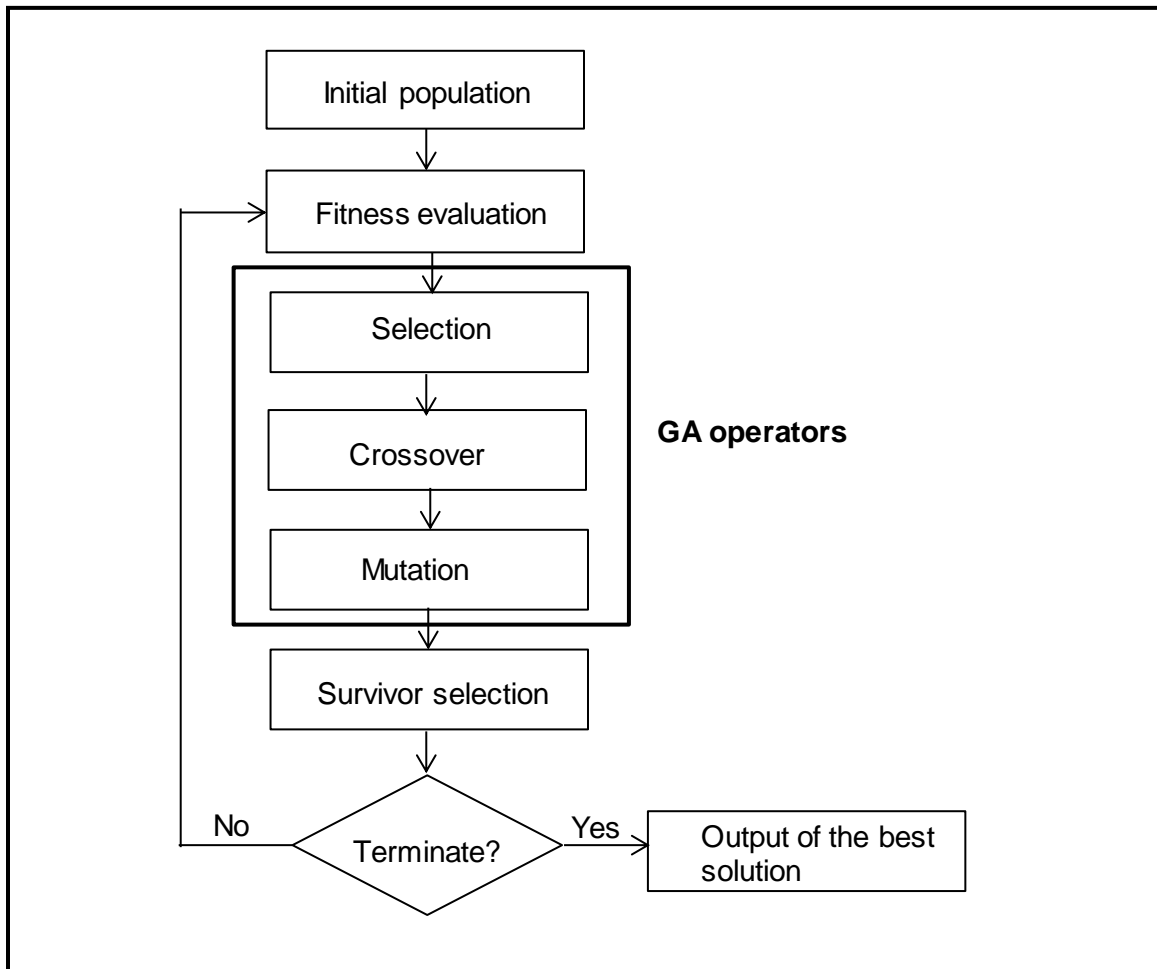 Initial population
Fitness evaluation
Selection
GA operators
Crossover
Mutation
Survivor selection
No
Terminate?
Yes
Output of the best
solution